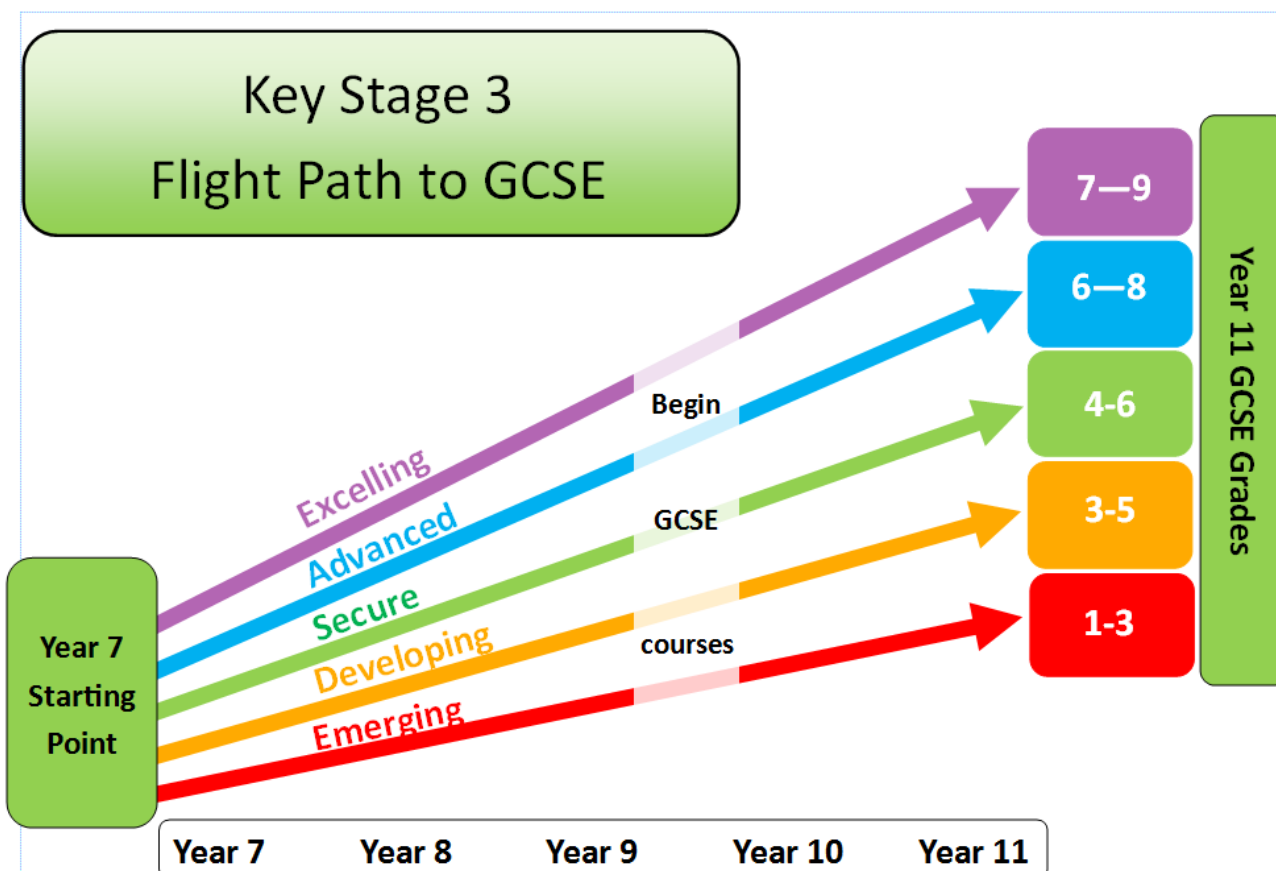 Key Stage 3
Flight Path to GCSE
7—9
6—8
4-6
3-5
1-3
Year 11 GCSE Grades
Begin
GCSE
courses
Excelling
Advanced
Secure
Developing
Emerging
Year 7
Starting
Point
Year 7 Year 8 Year 9 Year 10 Year 11